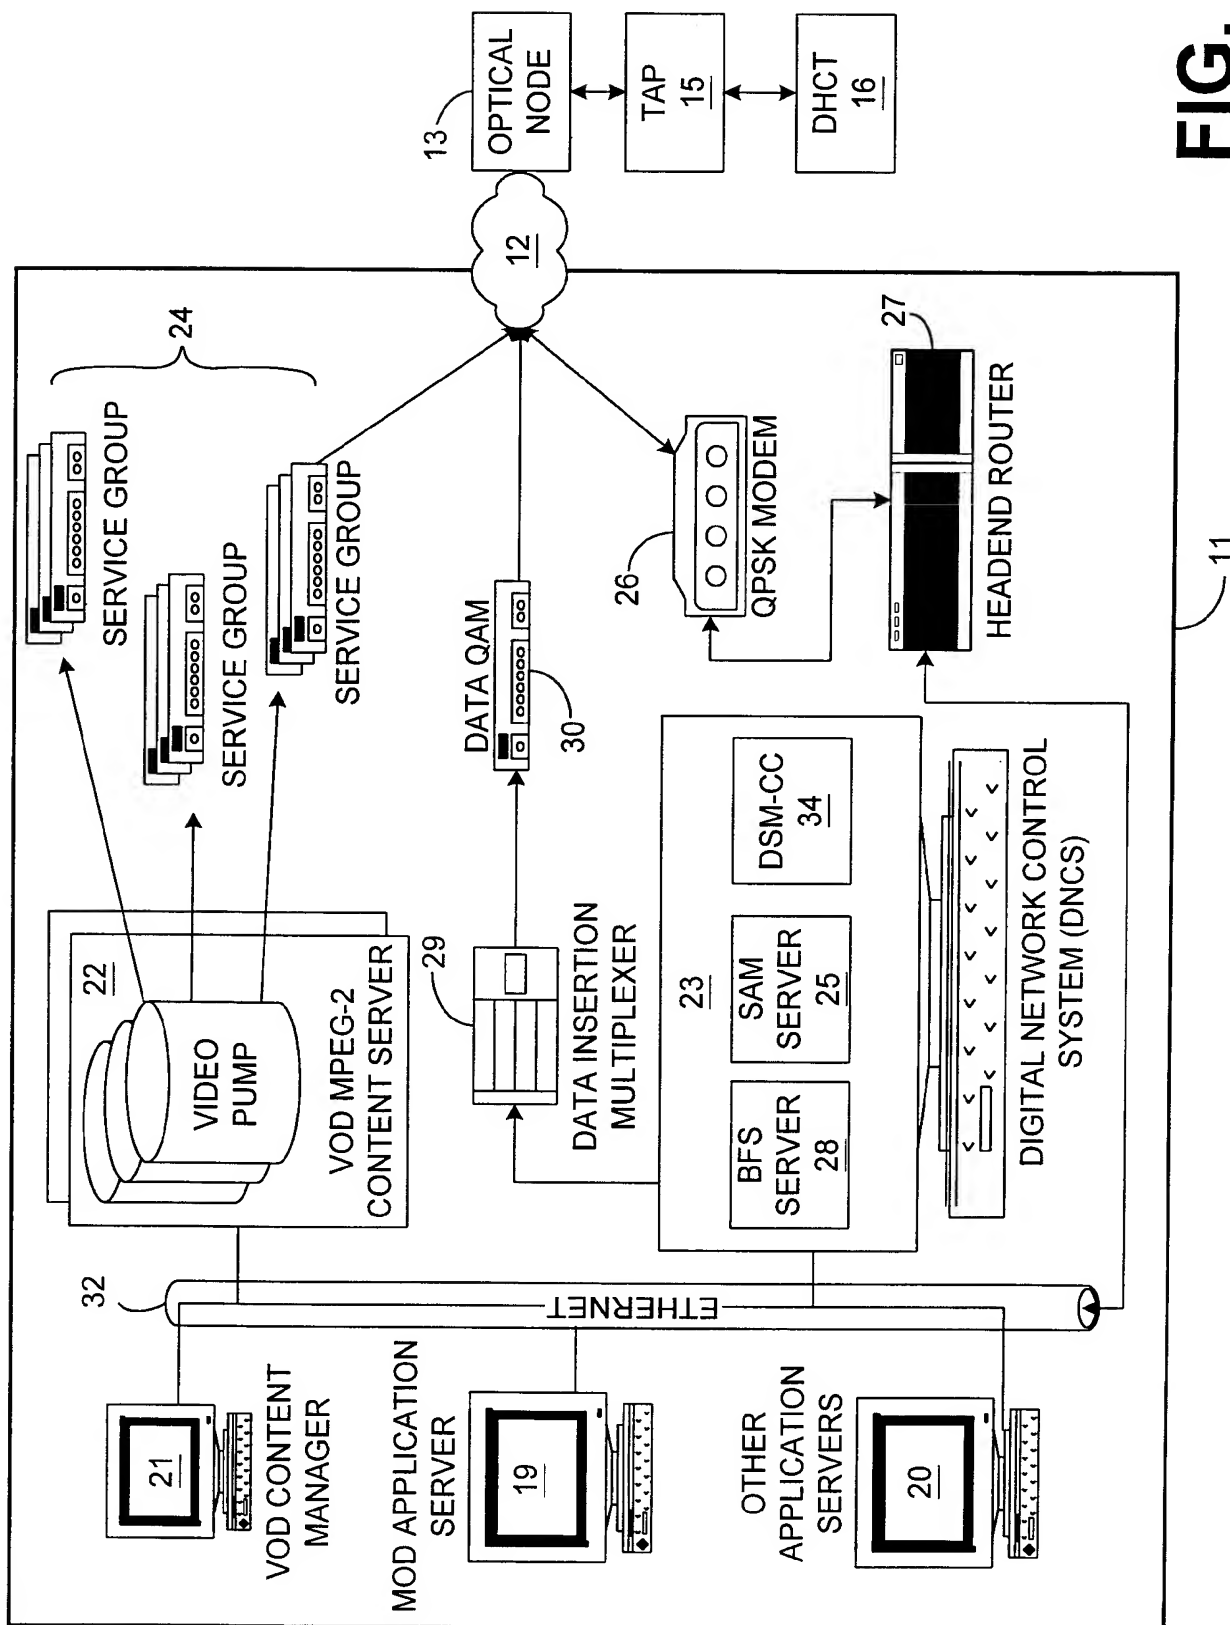 21
VOD CONTENT
MANAGER
MOD APPLICATION
SERVER
19
OTHER
APPLICATION
SERVERS
20
32
ETHERNET
22
VIDEO
PUMP
VOD MPEG-2
CONTENT SERVER
24
SERVICE GROUP
SERVICE GROUP
SERVICE GROUP
29
DATA INSERTION
MULTIPLEXER
DATA QAM
30
23
BFS
SERVER
28
SAM
SERVER
25
DSM-CC
34
DIGITAL NETWORK CONTROL
SYSTEM (DNCS)
26
QPSK MODEM
27
HEADEND ROUTER
11
12
13
OPTICAL
NODE
TAP
15
DHCT
16
FIG.